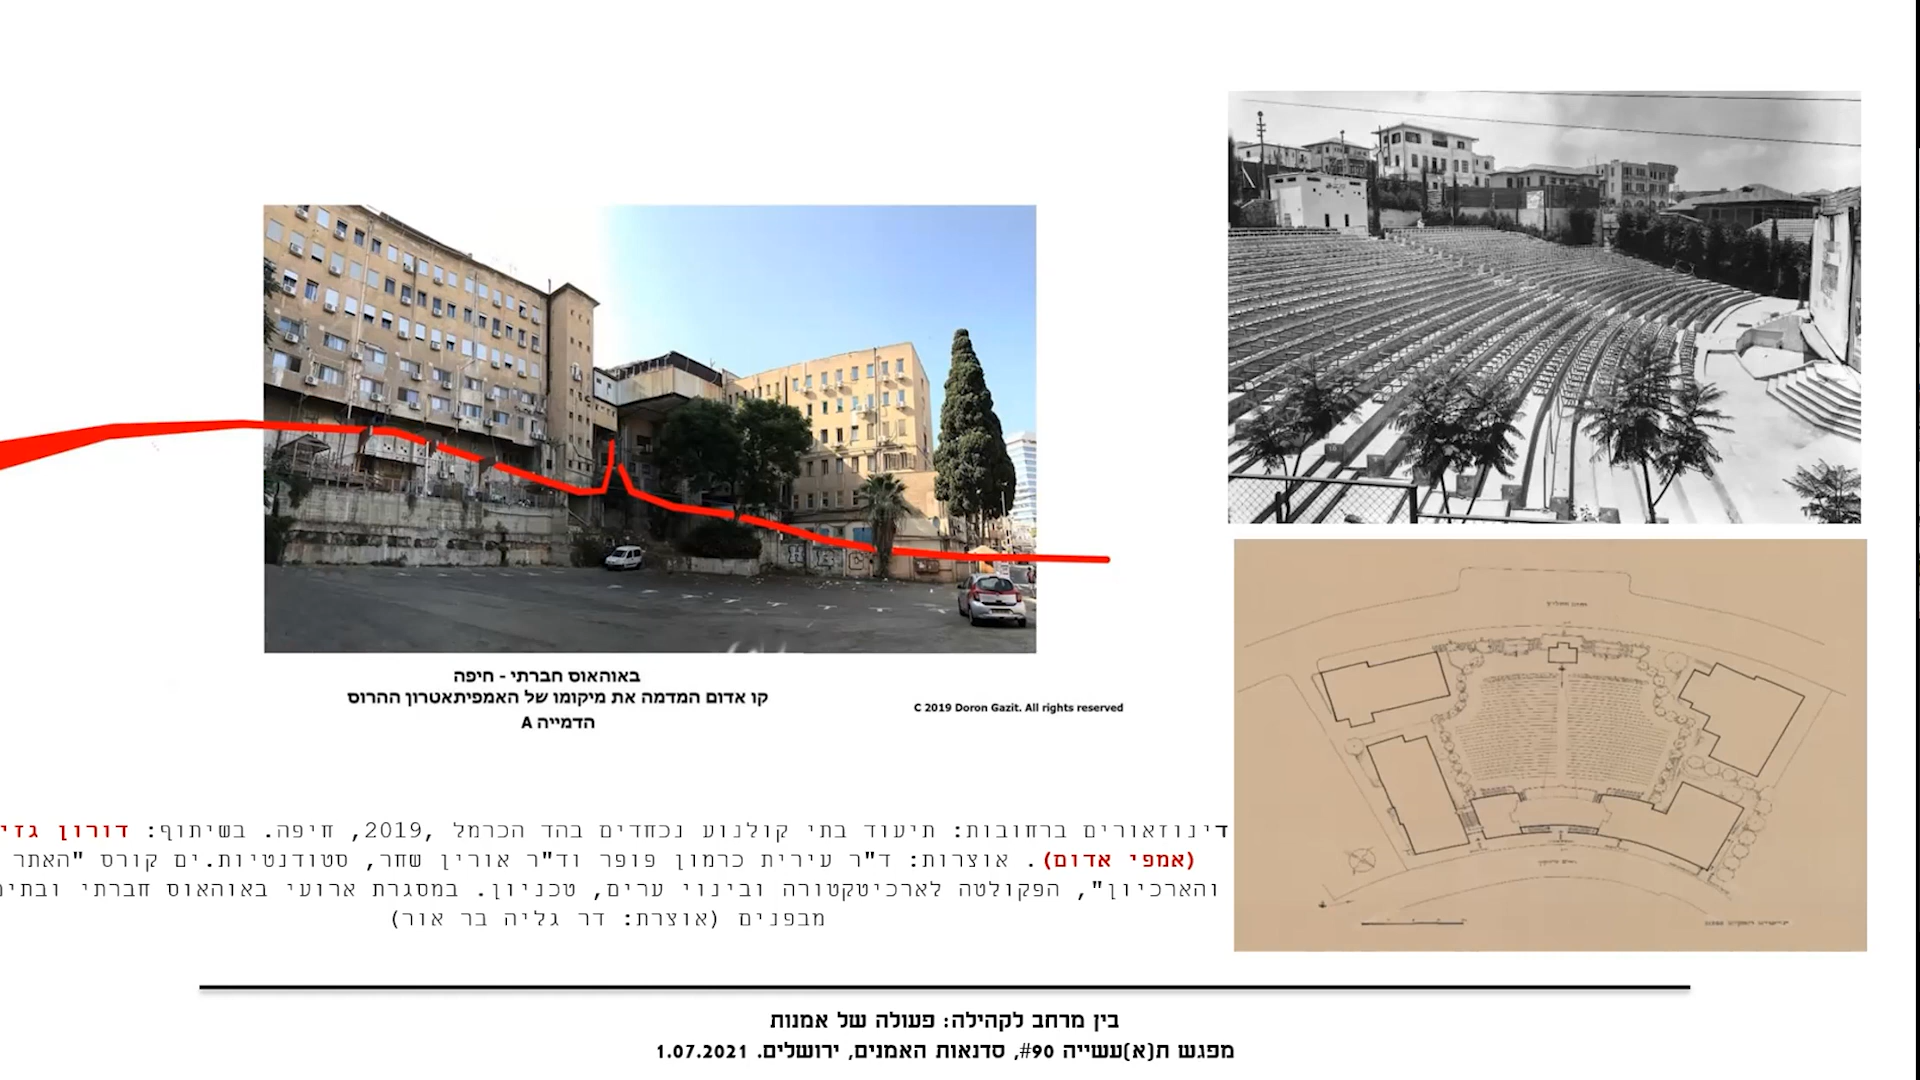 באוהאוס חברתי - חיפה
קו אדום המדמה את מיקומו של האמפיתאטרון ההרוס
הדמייה A
C 2019 Doron Gazit. All rights reserved
דינוזאורים ברחובות: תיעוד בתי קולנוע נכחדים בהד הכרמל ,2019, חיפה. בשיתוף: דורון גזי
(אמפי אדום). אוצרות: ד"ר עירית כרמון פופר וד"ר אורין שחר, סטודנטיות.ים קורס "האתר
והארכיון", הפקולטה לארכיטקטורה ובינוי ערים, טכניון. במסגרת ארועי באוהאוס חברתי ובתימ
מבפנים (אוצרת: דר גליה בר אור)
בין מרחב לקהילה: פעולה של אמנות
מפגש ת(א)עשייה #90, סדנאות האמנים, ירושלים. 1.07.2021